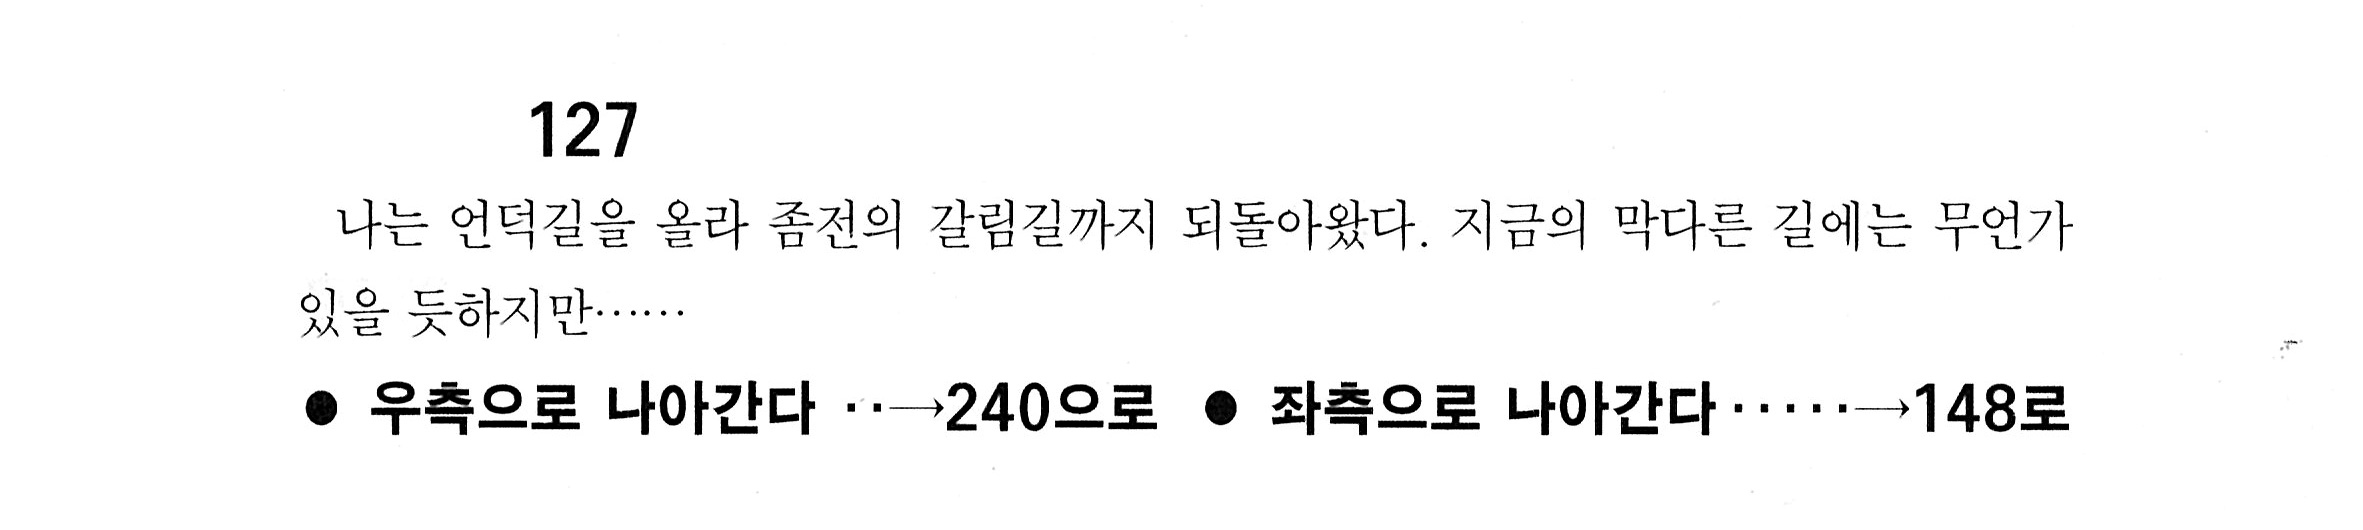 127
나는 언덕길을 올라 좀전의 갈림길까지 되돌아왔다. 지금의 막다른 길에는 무언가
있을 듯하지만……
● 우측으로 나아간다 ‥→240으로 ● 좌측으로 나아간다·····→148로